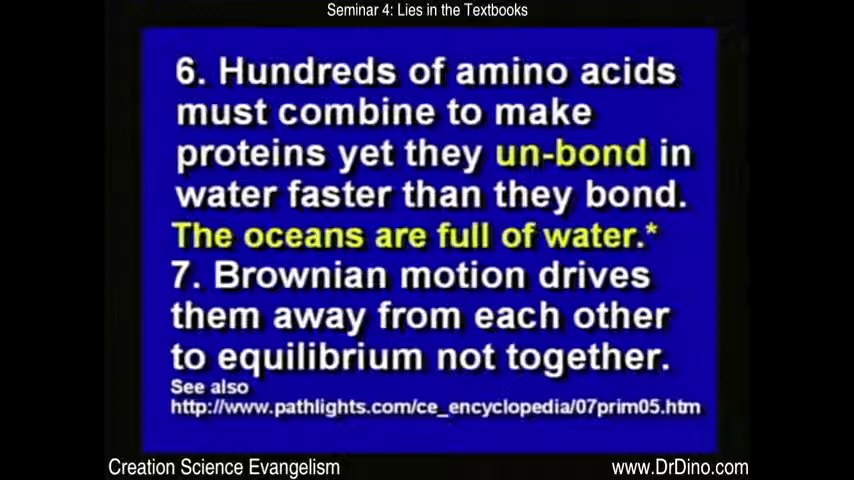 Seminar 4: Lies in the Textbooks
6. Hundreds of amino acids
must combine to make
proteins yet they un-bond in
water faster than they bond.
The oceans are full of water.*
7. Brownian motion drives
them away from each other
to equilibrium not together.
See also
http://www.pathlights.com/ce_encyclopedia/07prim05.htm
Creation Science Evangelism
www.DrDino.com